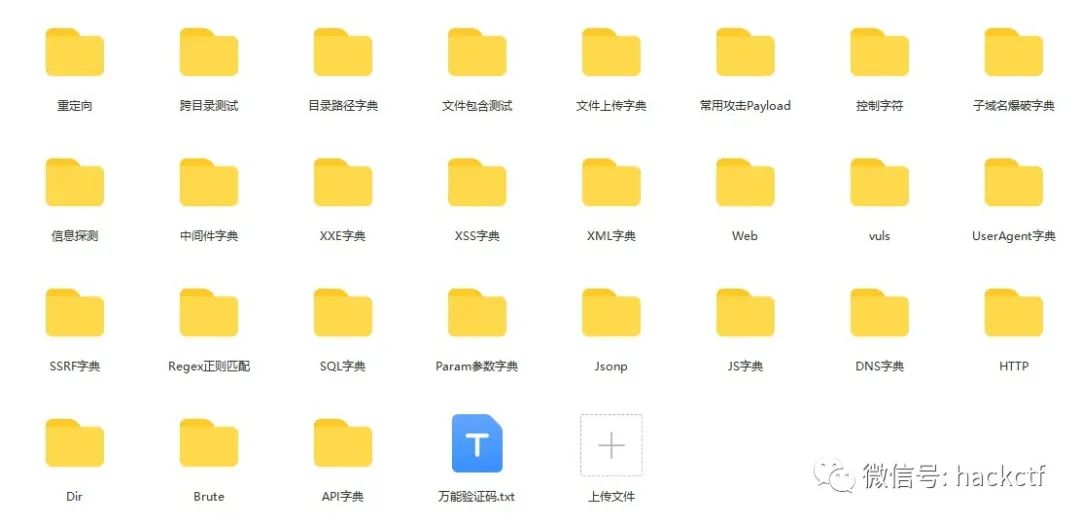 重定向
跨目录测试
目录路径字典
文件包含测试
文件上传字典
常用攻击Payload
控制字符
子域名爆破字典
信息探测
中间件字典
XXE字典
XSS字典
XML字典
Web
vuls
UserAgent字典
SSRF字典
Regex正则匹配
SQL字典
Param参数字典
Jsonp
JS字典
DNS字典
HTTP
Dir
Brute
API字典
T
万能验证码.txt
上传文件
微信号: hackctf